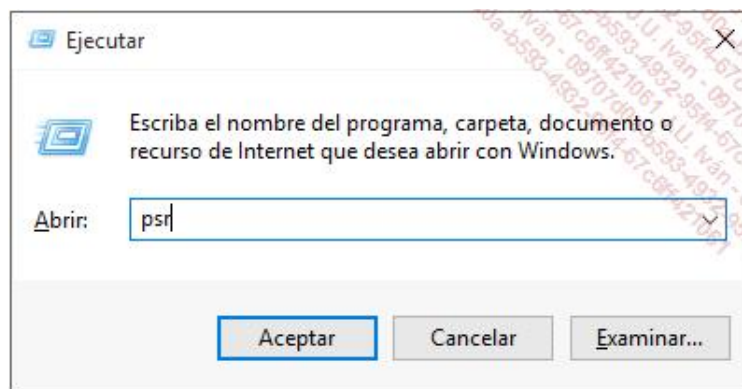 Ejecutar
Escriba el nombre del programa, carpeta, documento o
recurso de Internet que desea abrir con Windows.
Abrir:
psr
Aceptar
Cancelar
Examinar...